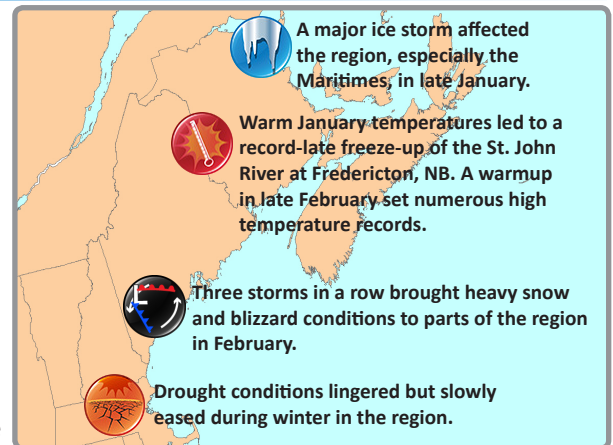 A major ice storm affected
the region, especially the
Maritimes, in late January.
Warm January temperatures led to a
record-late freeze-up of the St. John
River at Fredericton, NB. A warmup
in late February set numerous high
temperature records.
L
Three storms in a row brought heavy snow
and blizzard conditions to parts of the region
in February.
Drought conditions lingered but slowly
eased during winter in the region.